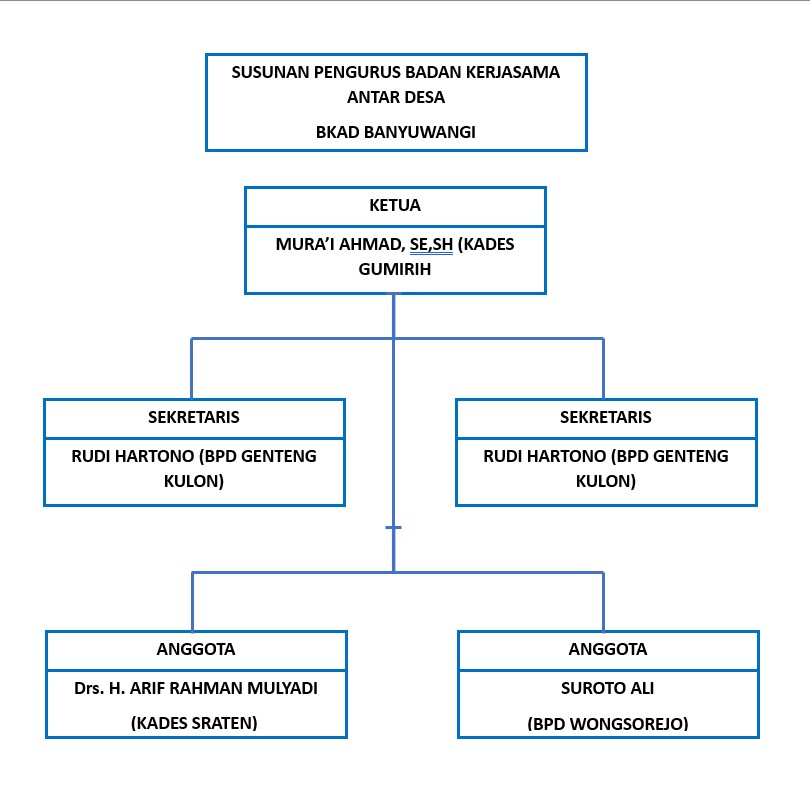 SUSUNAN PENGURUS BADAN KERJASAMA
ANTAR DESA
BKAD BANYUWANGI
KETUA
MURA’I AHMAD, SE,SH (KADES
GUMIRIH
SEKRETARIS
RUDI HARTONO (BPD GENTENG
KULON)
SEKRETARIS
RUDI HARTONO (BPD GENTENG
KULON)
ANGGOTA
Drs. H. ARIF RAHMAN MULYADI
(KADES SRATEN)
ANGGOTA
SUROTO ALI
(BPD WONGSOREJO)